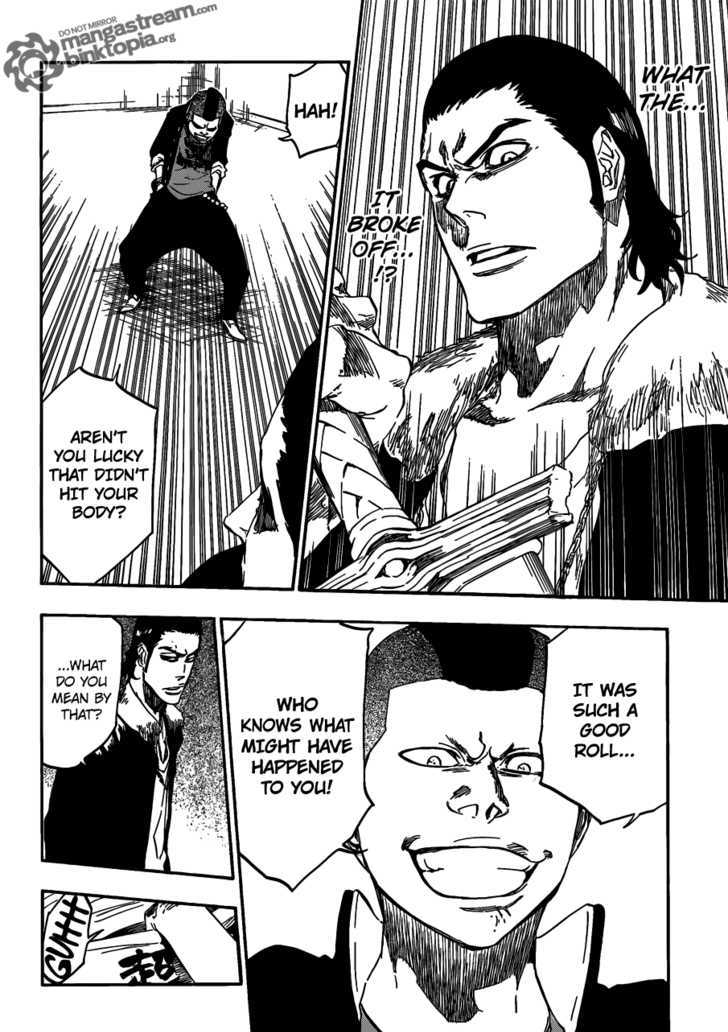 DO NOT MIRROR
mangastream.com
binktopia.org
WHAT
THE...
IT
BROKE
OFF...
!?
HAH!
AREN'T
YOU LUCKY
THAT DIDN'T
HIT YOUR
BODY?
IT WAS
SUCH A
GOOD
ROLL...
WHO
KNOWS WHAT
MIGHT HAVE
HAPPENED
TO YOU!
...WHAT
DO YOU
MEAN BY
THAT?
GUHH